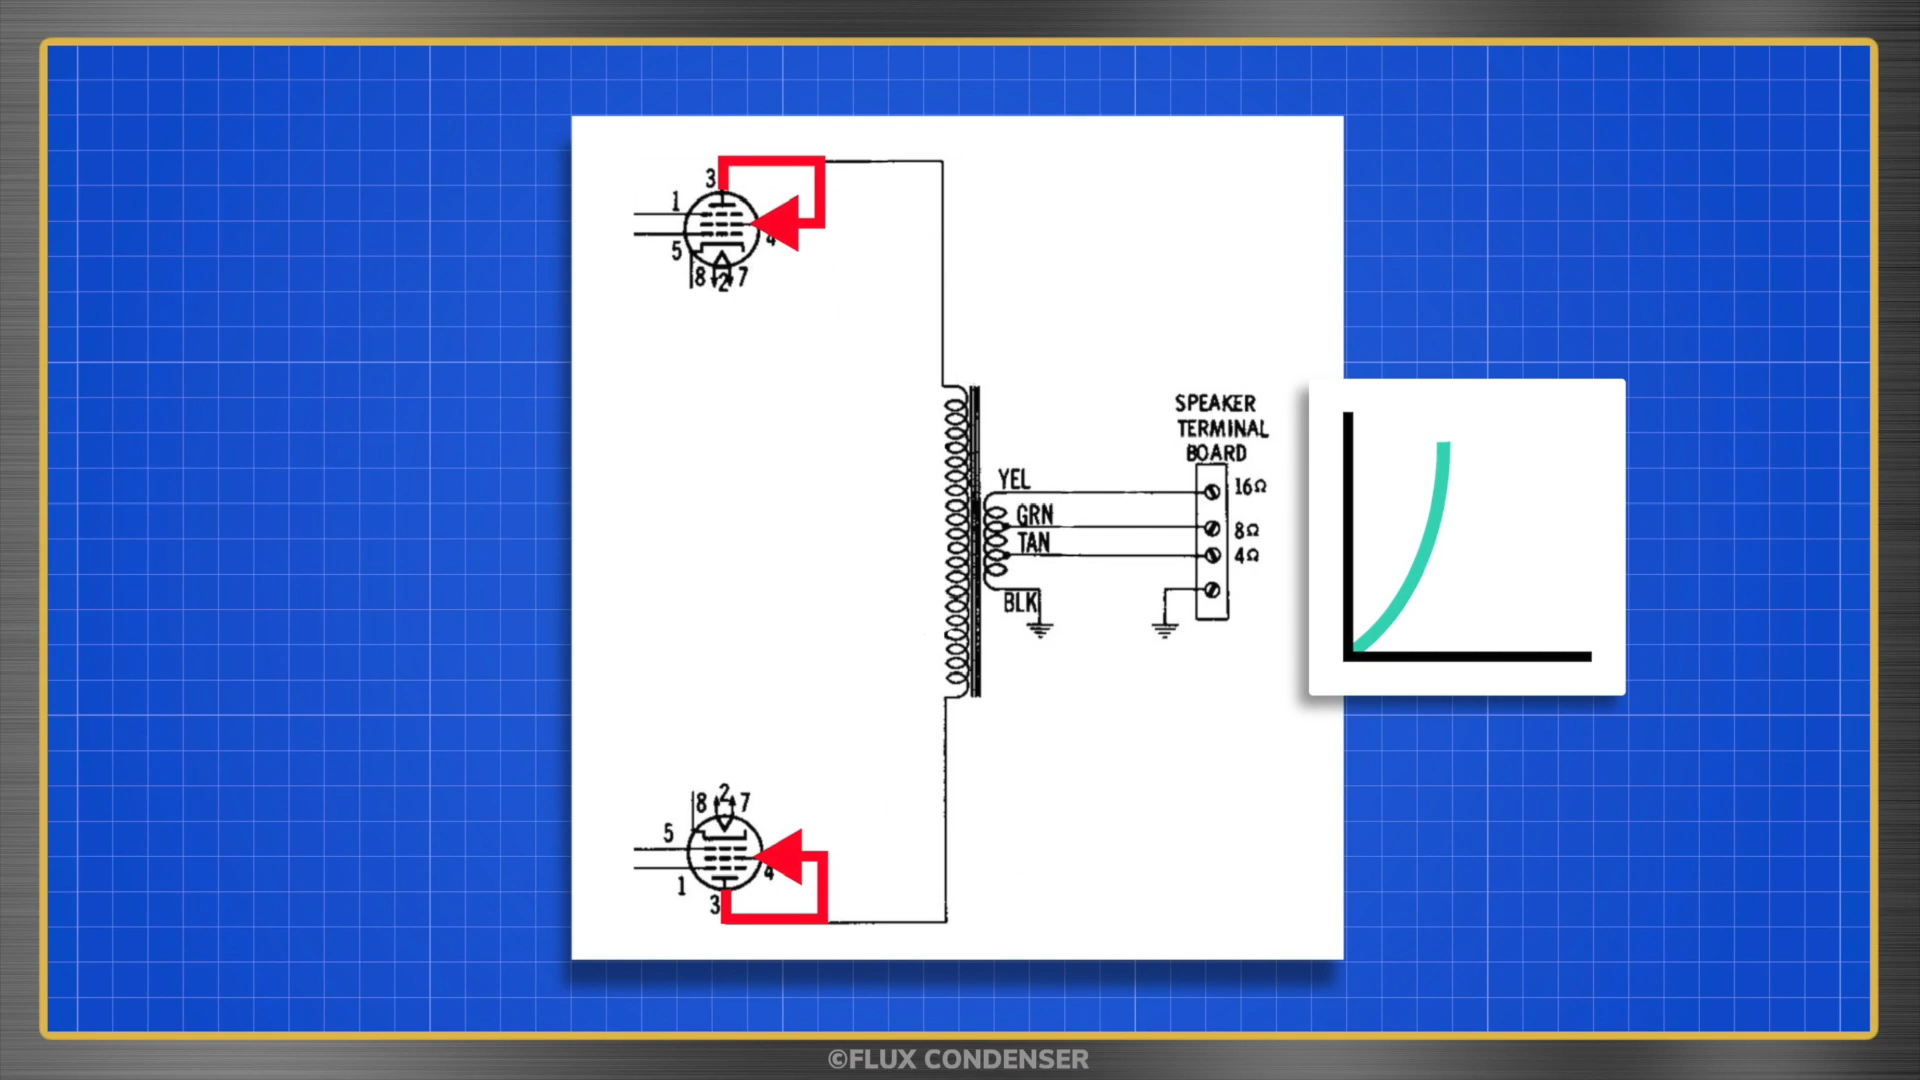 3
1
4
5
8 2 7
SPEAKER
TERMINAL
BOARD
YEL
16Ω
GRN
8Ω
TAN
4Ω
BLK
8 2 7
5
4
1
3
©FLUX CONDENSER